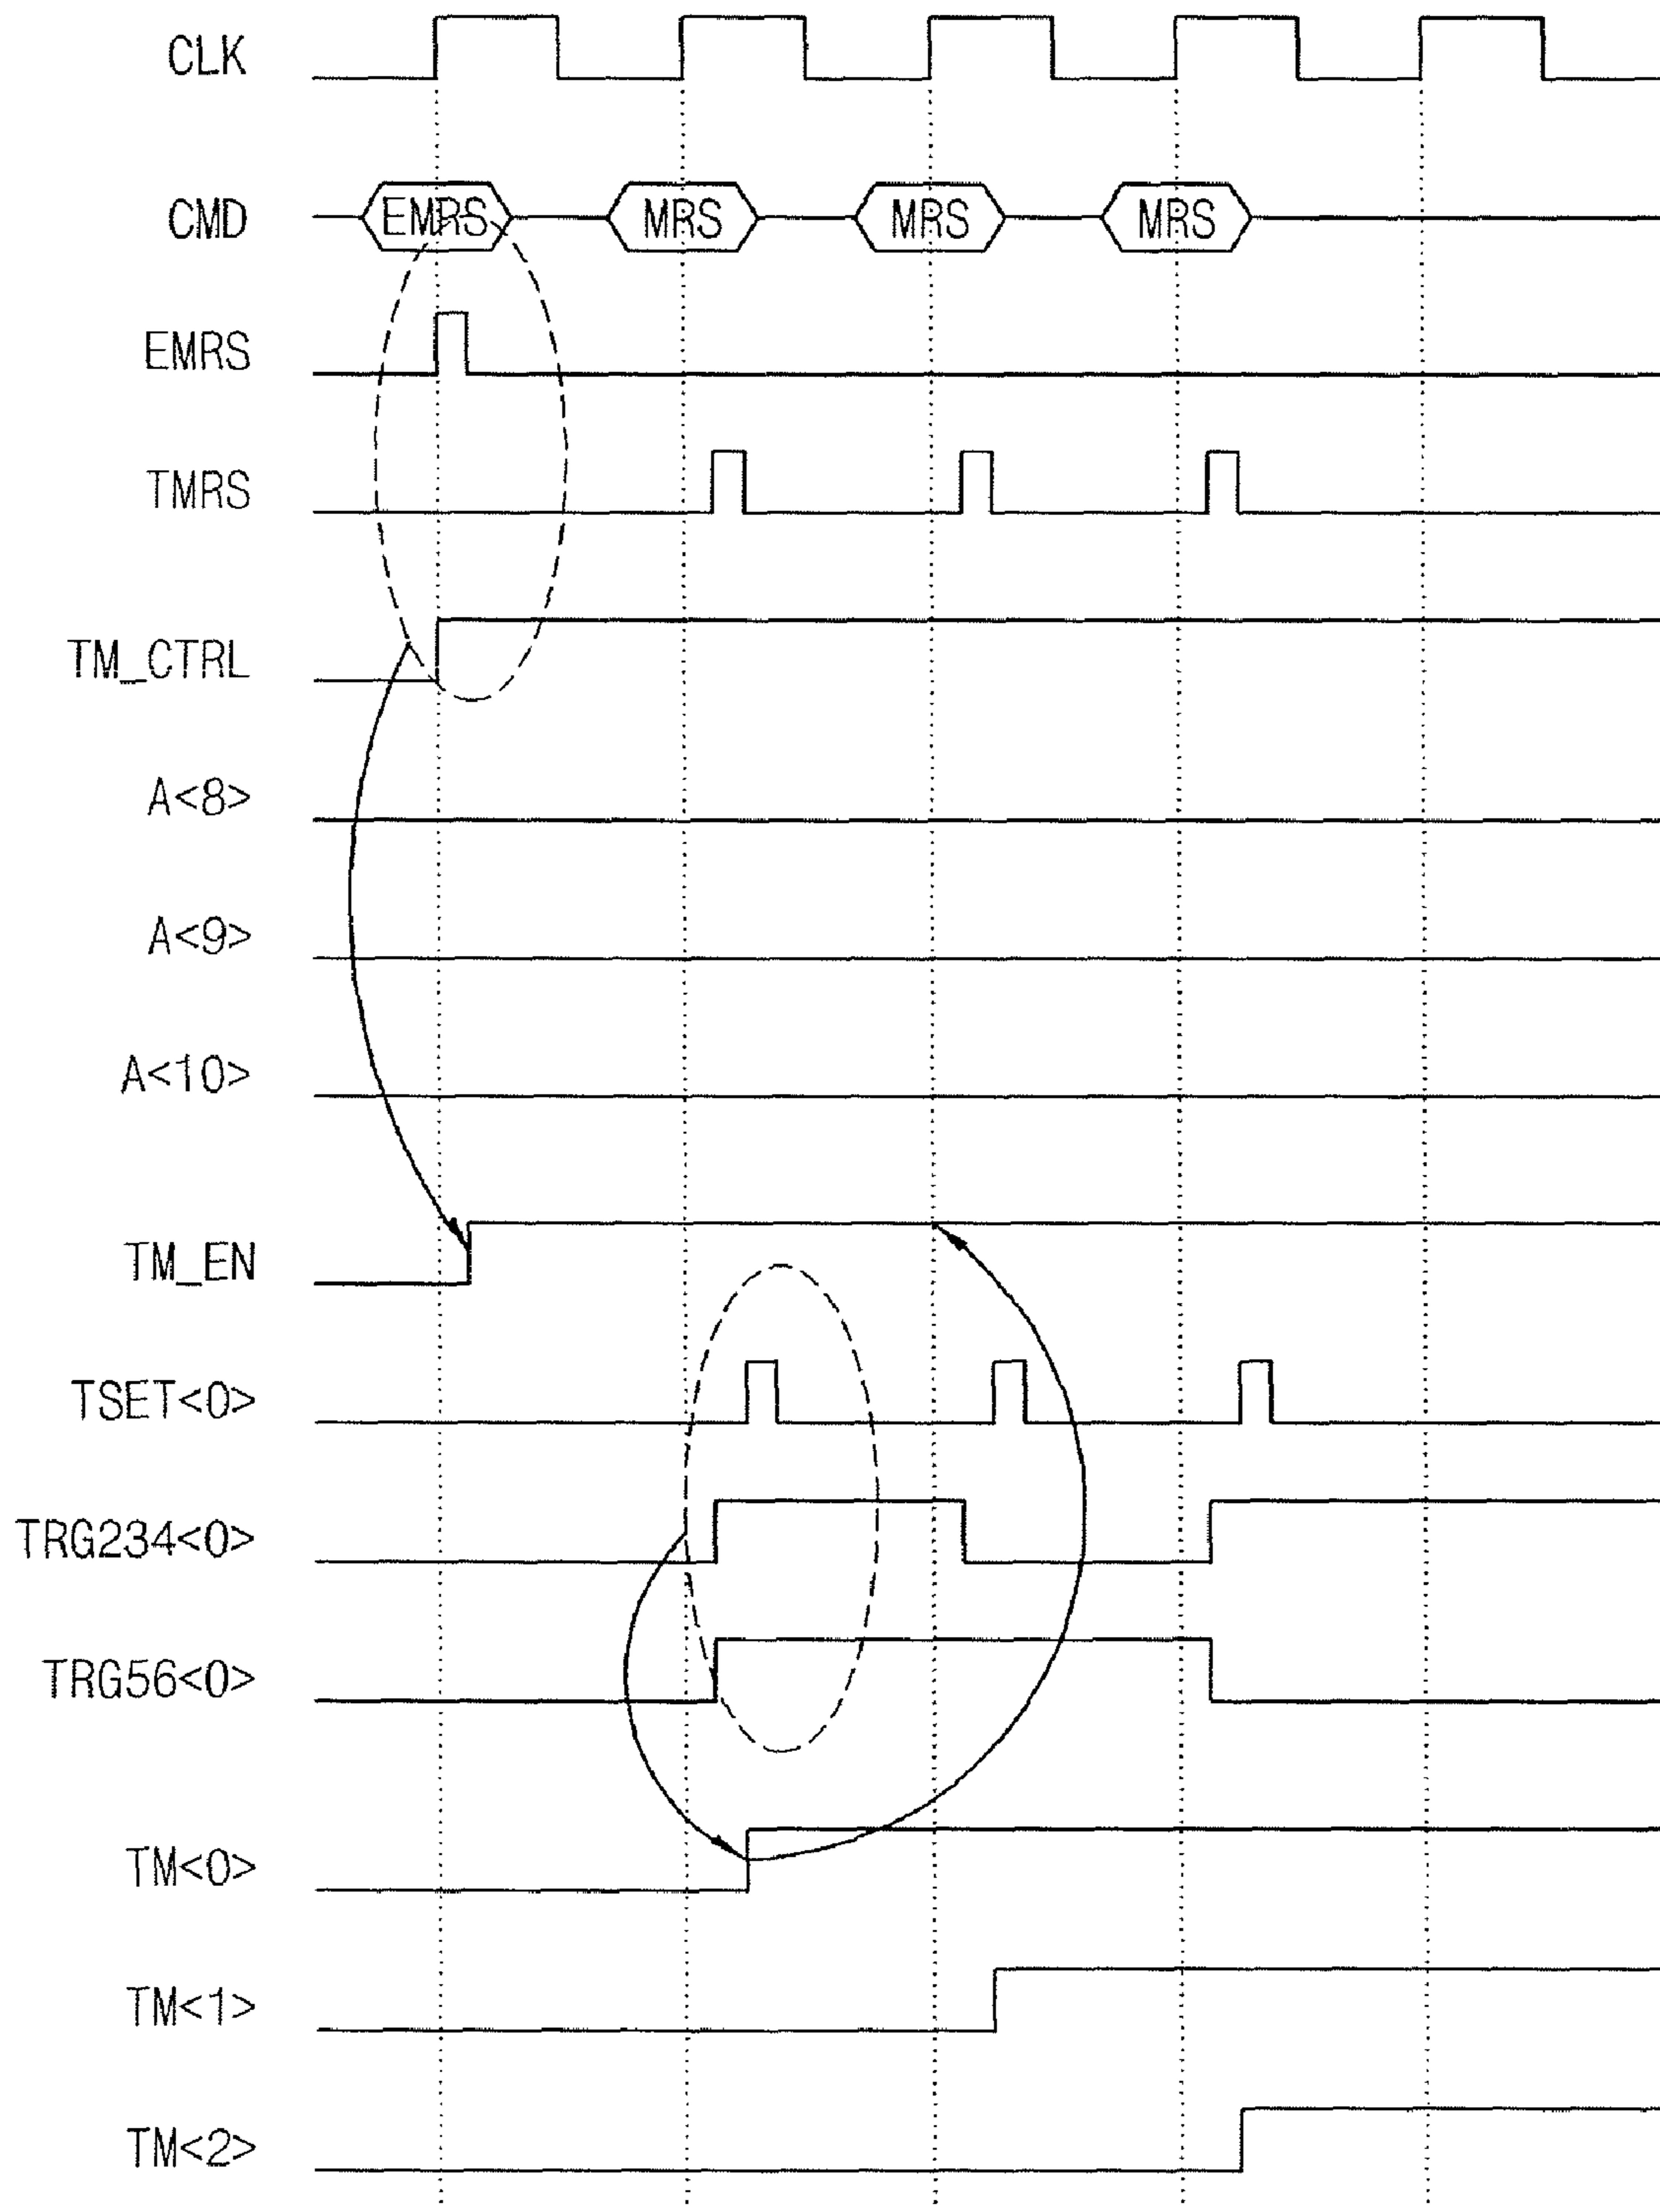 CLK
CMD EMRS MRS MRS MRS
EMRS
TMRS
TM_CTRL
A<8>
A<9>
A<10>
TM_EN
TSET<0>
TRG234<0>
TRG56<0>
TM<0>
TM<1>
TM<2>